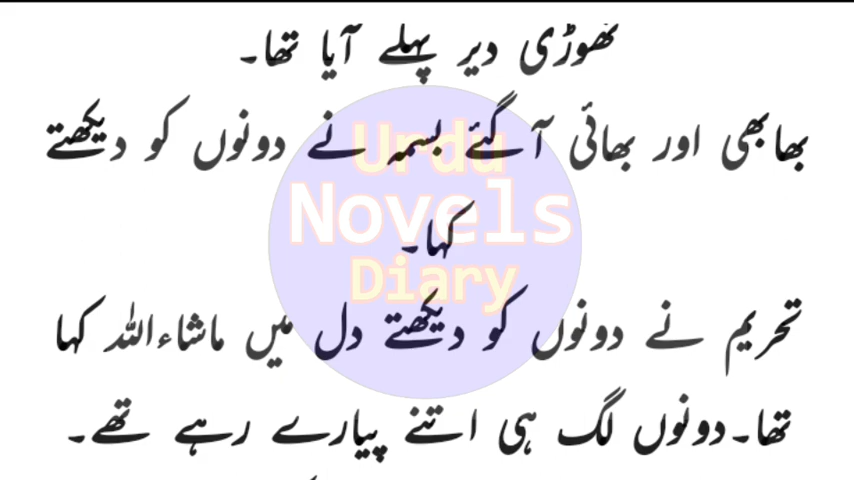 تھوڑی دیر پہلے آیا تھا۔
بھابھی اور بھائی آگئے بسمہ نے دونوں کو دیکھتے
کہا۔
تحریم نے دونوں کو دیکھتے دل میں ماشاءاللہ کہا
تھا۔دونوں لگ ہی اتنے پیارے رہے تھے۔
Urdu
Novels
Diary